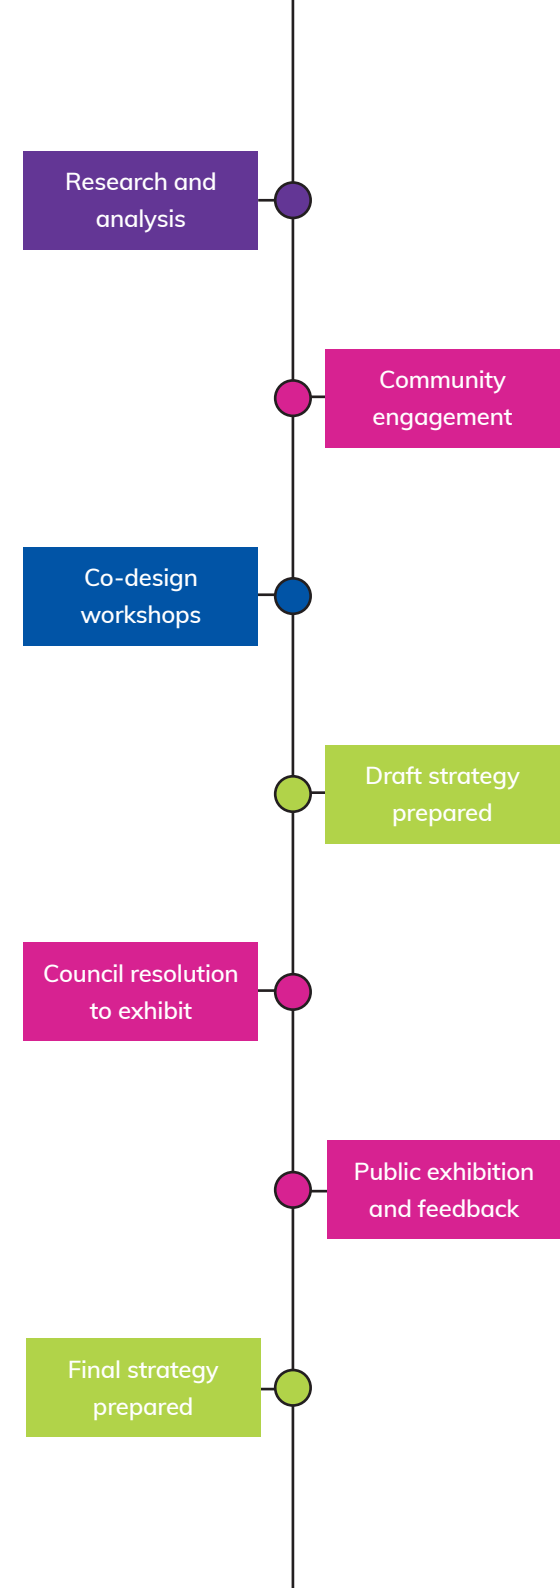 Research and
analysis
Community
engagement
Co-design
workshops
Draft strategy
prepared
Council resolution
to exhibit
Public exhibition
and feedback
Final strategy
prepared